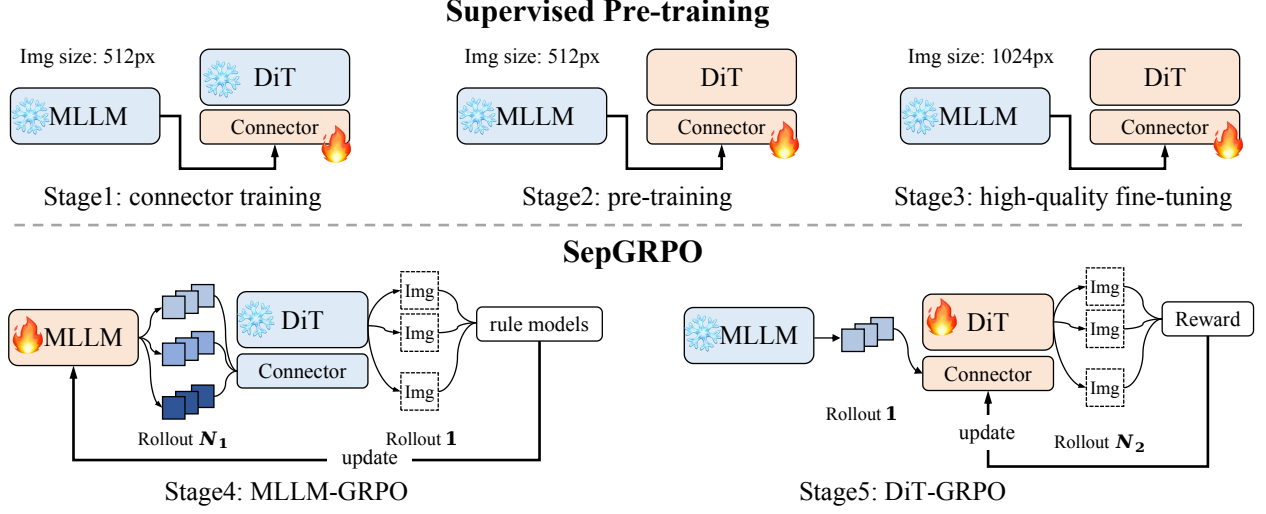 Supervised Pre-training
Img size: 512px
DiT
MLLM
Connector
Stage1: connector training
Img size: 512px
DiT
MLLM
Connector
Stage2: pre-training
Img size: 1024px
DiT
MLLM
Connector
Stage3: high-quality fine-tuning
SepGRPO
MLLM
DiT
Connector
Img
Img
Img
rule models
Rollout N₁
Rollout 1
update
Stage4: MLLM-GRPO
MLLM
DiT
Connector
Img
Img
Img
Reward
Rollout 1
update
Rollout N₂
Stage5: DiT-GRPO